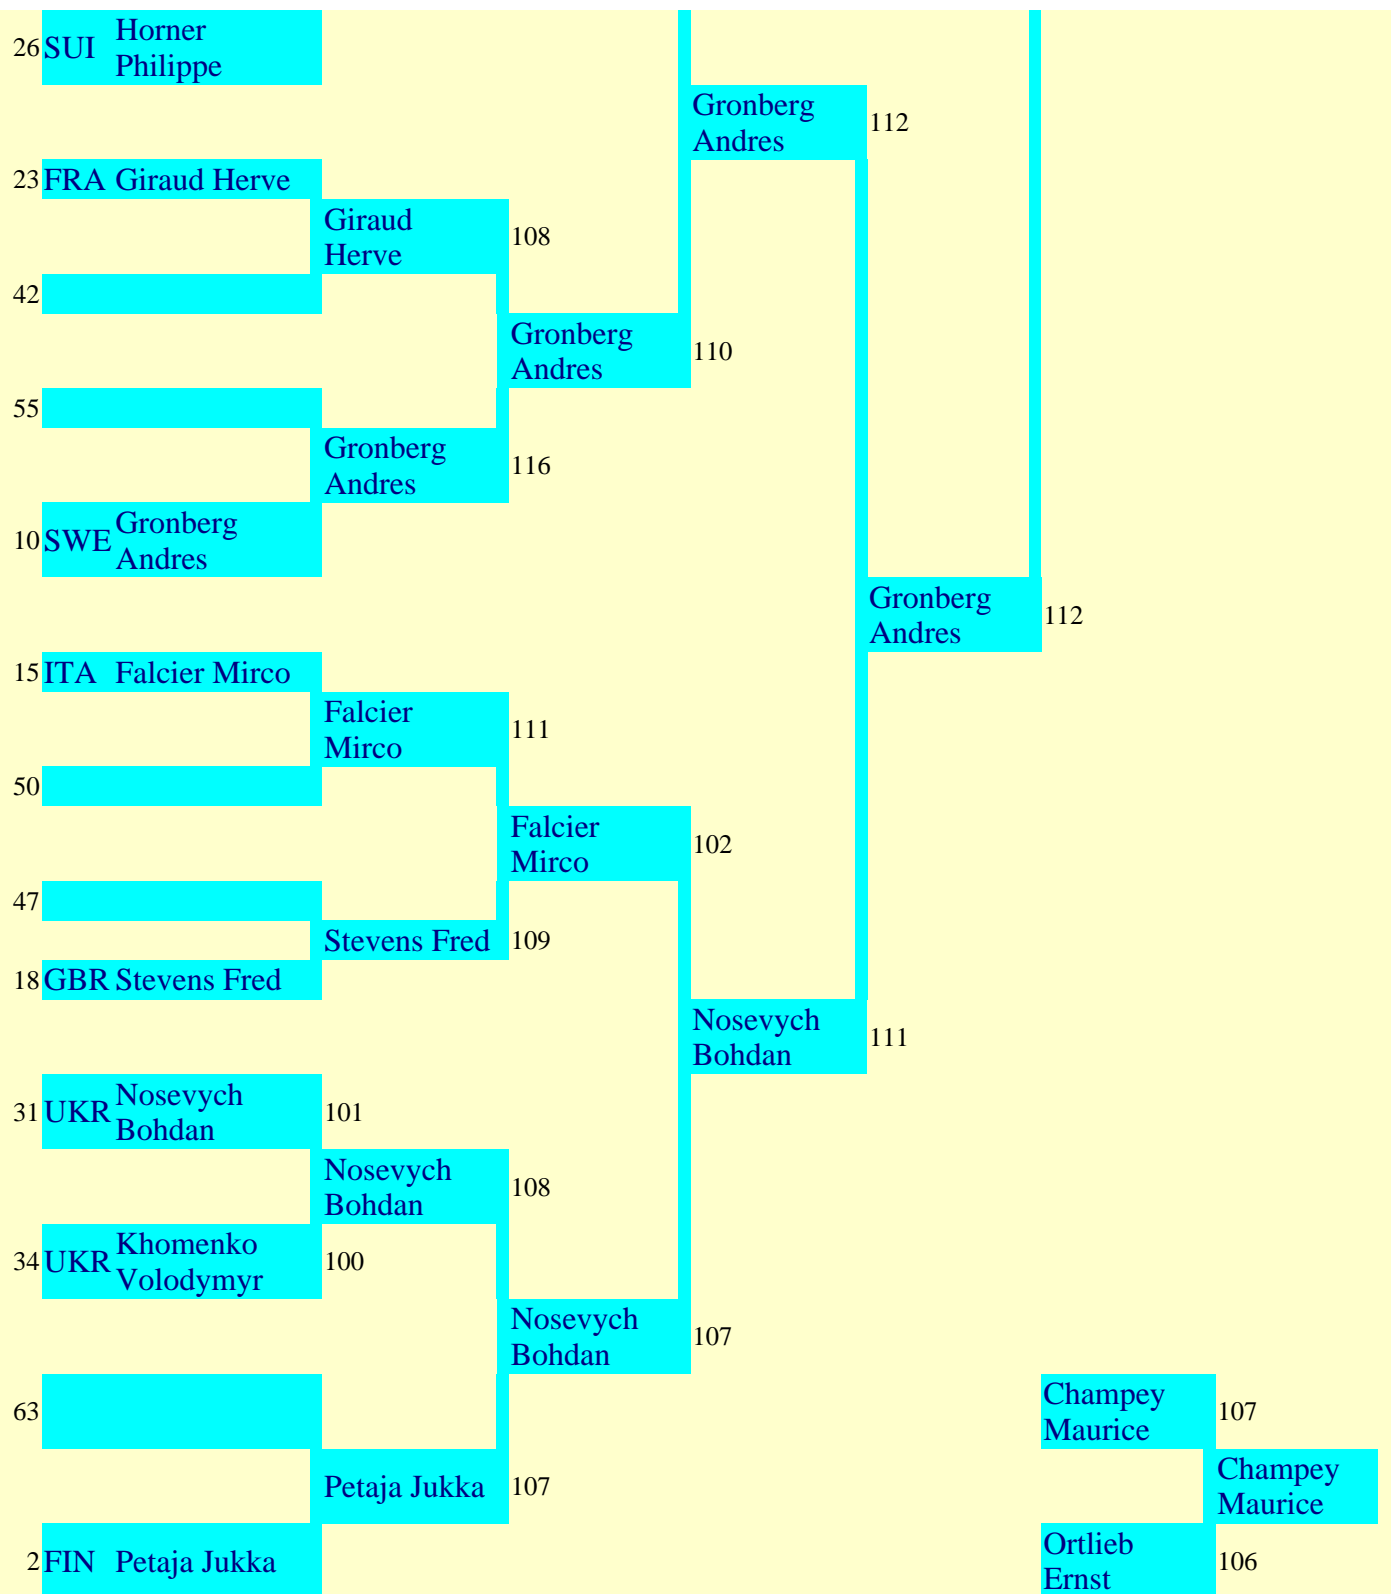 26 SUI Horner
Philippe
Gronberg
Andres 112
23 FRA Giraud Herve
Giraud
Herve 108
42
Gronberg
Andres 110
55
Gronberg
Andres 116
10 SWE Gronberg
Andres
Gronberg
Andres 112
15 ITA Falcier Mirco
Falcier
Mirco 111
50
Falcier
Mirco 102
47
Stevens Fred 109
18 GBR Stevens Fred
Nosevych
Bohdan 111
31 UKR Nosevych
Bohdan 101
Nosevych
Bohdan 108
34 UKR Khomenko
Volodymyr 100
Nosevych
Bohdan 107
63
Champey
Maurice 107
Petaja Jukka 107
Champey
Maurice
2 FIN Petaja Jukka
Ortlieb
Ernst 106